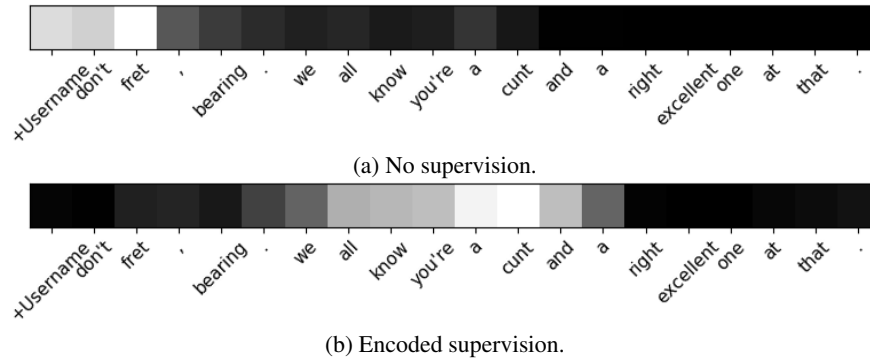 +Username don't fret , bearing . we all know you're a cunt and a right excellent one at that .
(a) No supervision.
+Username don't fret , bearing . we all know you're a cunt and a right excellent one at that .
(b) Encoded supervision.